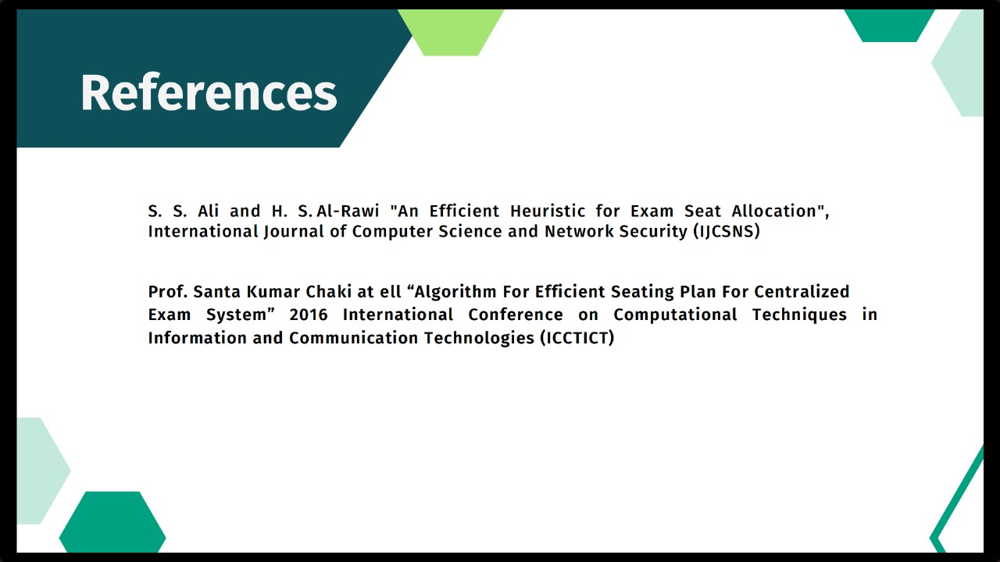 References
S. S. Ali and H. S. Al-Rawi "An Efficient Heuristic for Exam Seat Allocation",
International Journal of Computer Science and Network Security (IJCSNS)
Prof. Santa Kumar Chaki at ell “Algorithm For Efficient Seating Plan For Centralized
Exam System” 2016 International Conference on Computational Techniques in
Information and Communication Technologies (ICCTICT)